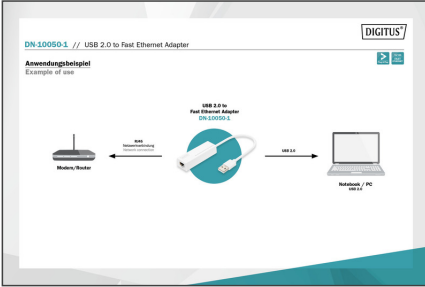 DIGITUS®
DN-10050-1 // USB 2.0 to Fast Ethernet Adapter
Anwendungsbeispiel
Example of use
USB 2.0 to
Fast Ethernet Adapter
DN-10050-1
RJ45
Netzwerkverbindung
Network connection
USB 2.0
Modem/Router
Notebook / PC
USB 2.0